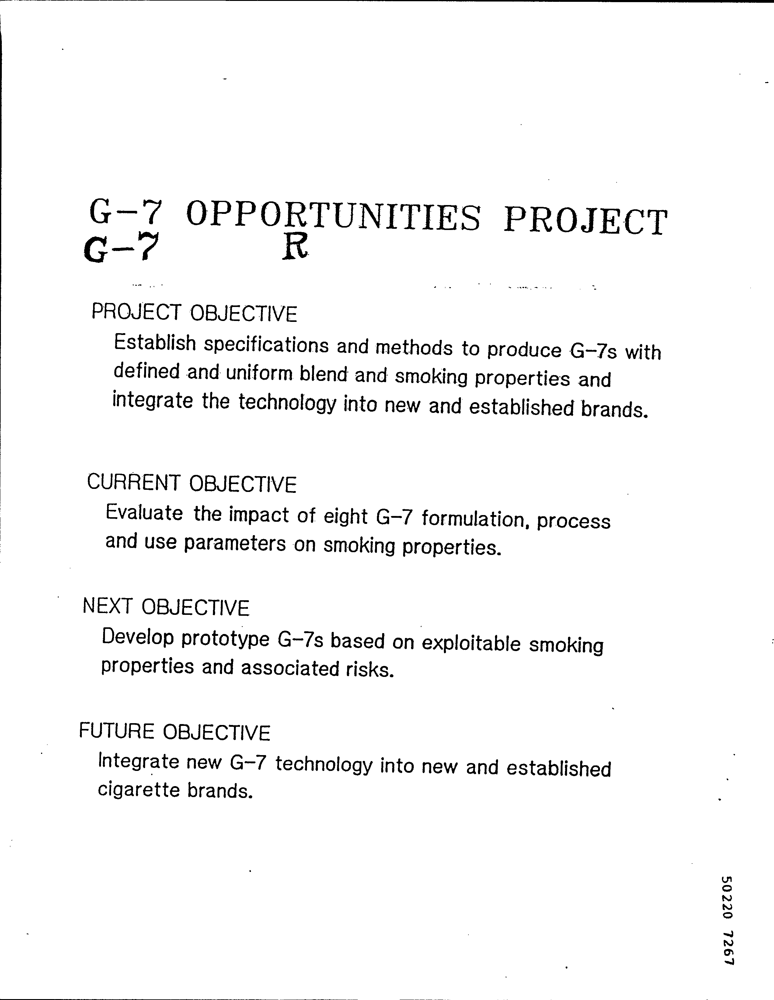 G-7 OPPORTUNITIES PROJECT
G-7 R
PROJECT OBJECTIVE
Establish specifications and methods to produce G-7s with
defined and uniform blend and smoking properties and
integrate the technology into new and established brands.
CURRENT OBJECTIVE
Evaluate the impact of eight G-7 formulation, process
and use parameters on smoking properties.
NEXT OBJECTIVE
Develop prototype G-7s based on exploitable smoking
properties and associated risks.
FUTURE OBJECTIVE
Integrate new G-7 technology into new and established
cigarette brands.
50220 7267